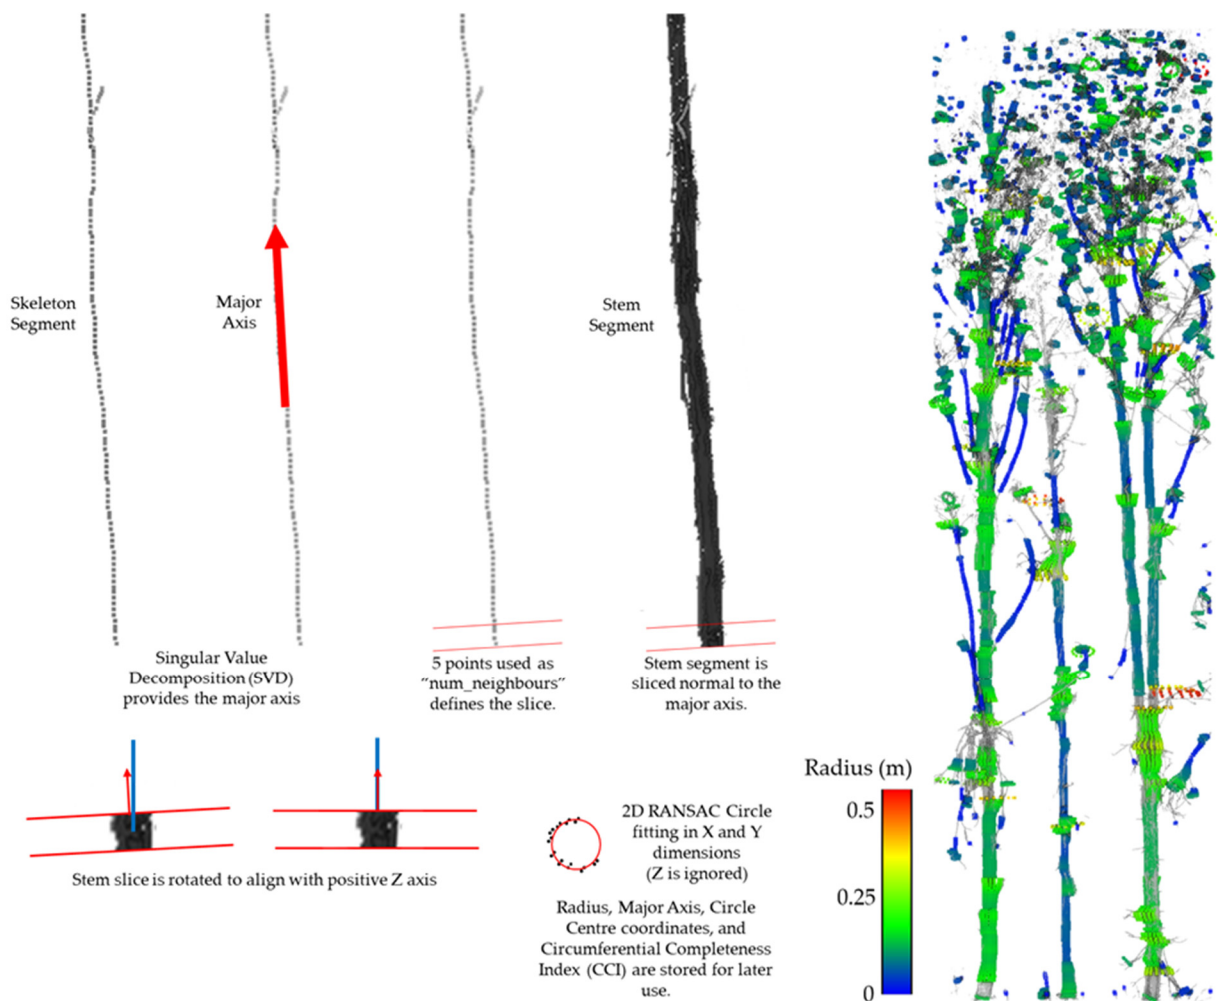 Skeleton
Segment
Major
Axis
Stem
Segment
Singular Value
Decomposition (SVD)
provides the major axis
5 points used as
“num_neighbours”
defines the slice.
Stem segment is
sliced normal to the
major axis.
Stem slice is rotated to align with positive Z axis
2D RANSAC Circle
fitting in X and Y
dimensions
(Z is ignored)
Radius, Major Axis, Circle
Centre coordinates, and
Circumferential Completeness
Index (CCI) are stored for later
use.
Radius (m)
0.5
0.25
0